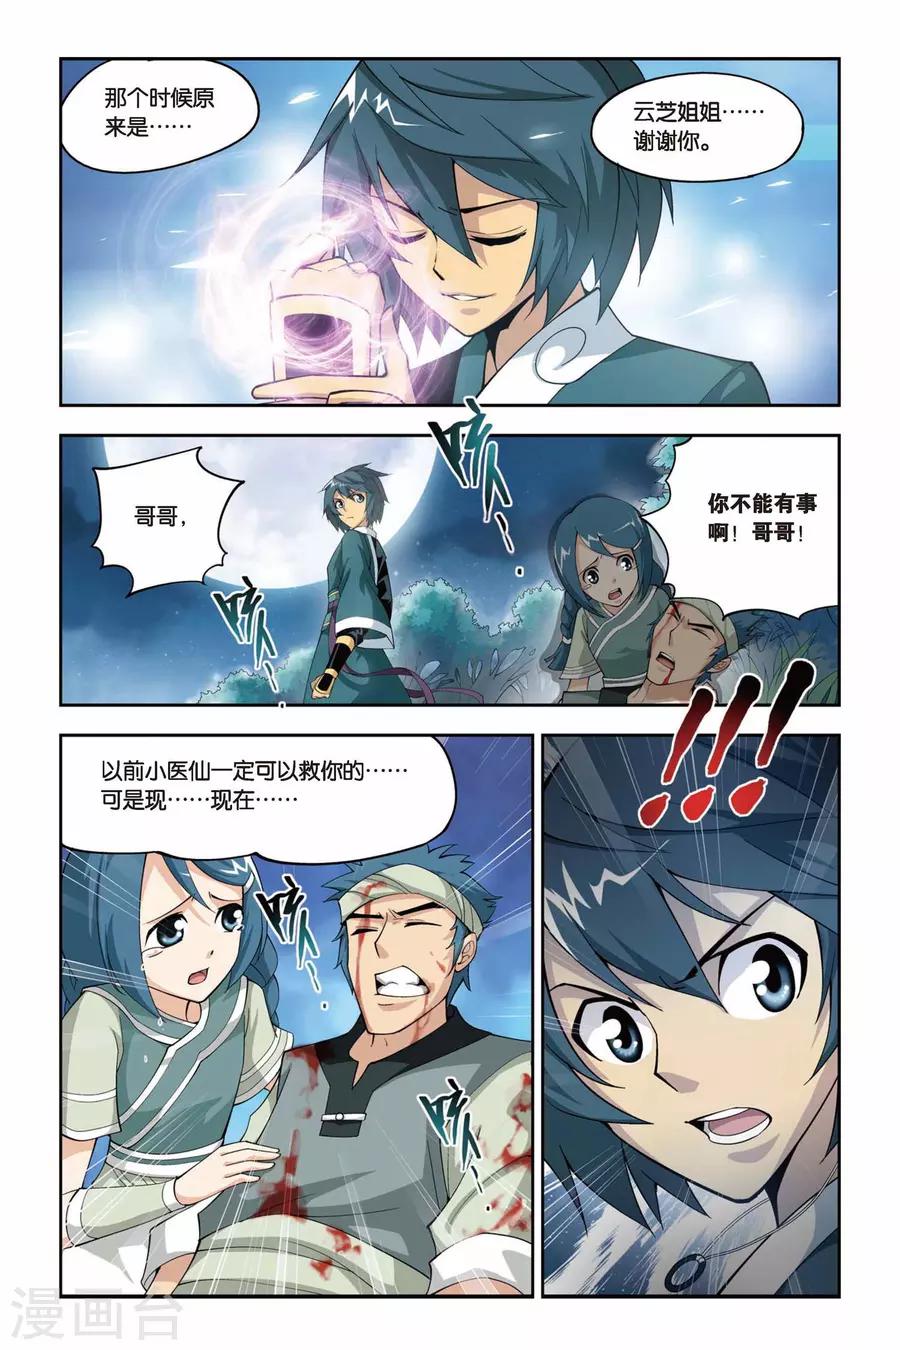 那个时候原
来是……
云芝姐姐……
谢谢你。
咳
哥哥，
你不能有事
啊！哥哥！
咳
!!!
以前小医仙一定可以救你的……
可是现……现在……
咳
咳
漫画台